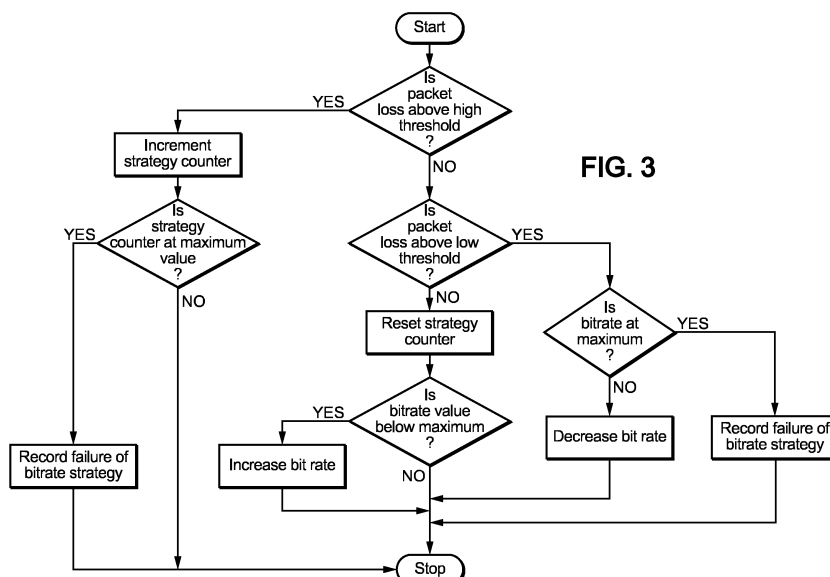 Start
Is
packet
loss above high
threshold
?
YES
NO
Increment
strategy counter
FIG. 3
Is
strategy
counter at maximum
value
?
YES
NO
Is
packet
loss above low
threshold
?
YES
NO
Reset strategy
counter
Is
bitrate at
maximum
?
YES
NO
Is
bitrate value
below maximum
?
YES
NO
Record failure of
bitrate strategy
Increase bit rate
Decrease bit rate
Record failure of
bitrate strategy
Stop